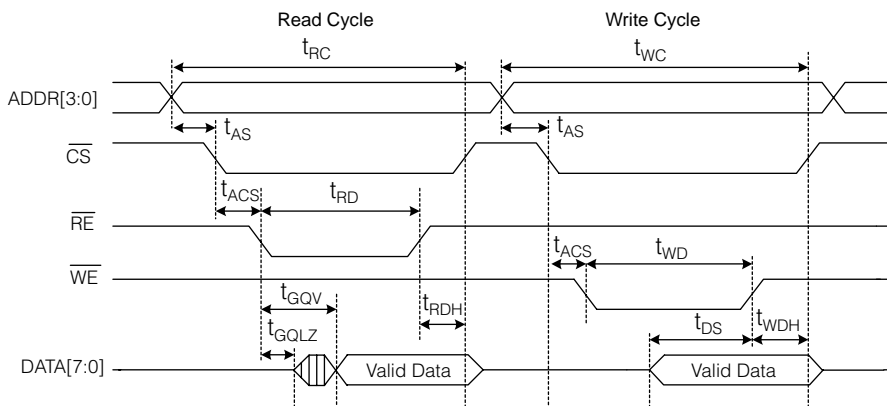 Read Cycle Write Cycle
tRC tWC
ADDR[3:0]
tAS tAS
CS
tACS tRD
RE
tACS tWD
WE
tGQV tRDH
tGQLZ tDS tWDH
DATA[7:0] Valid Data Valid Data